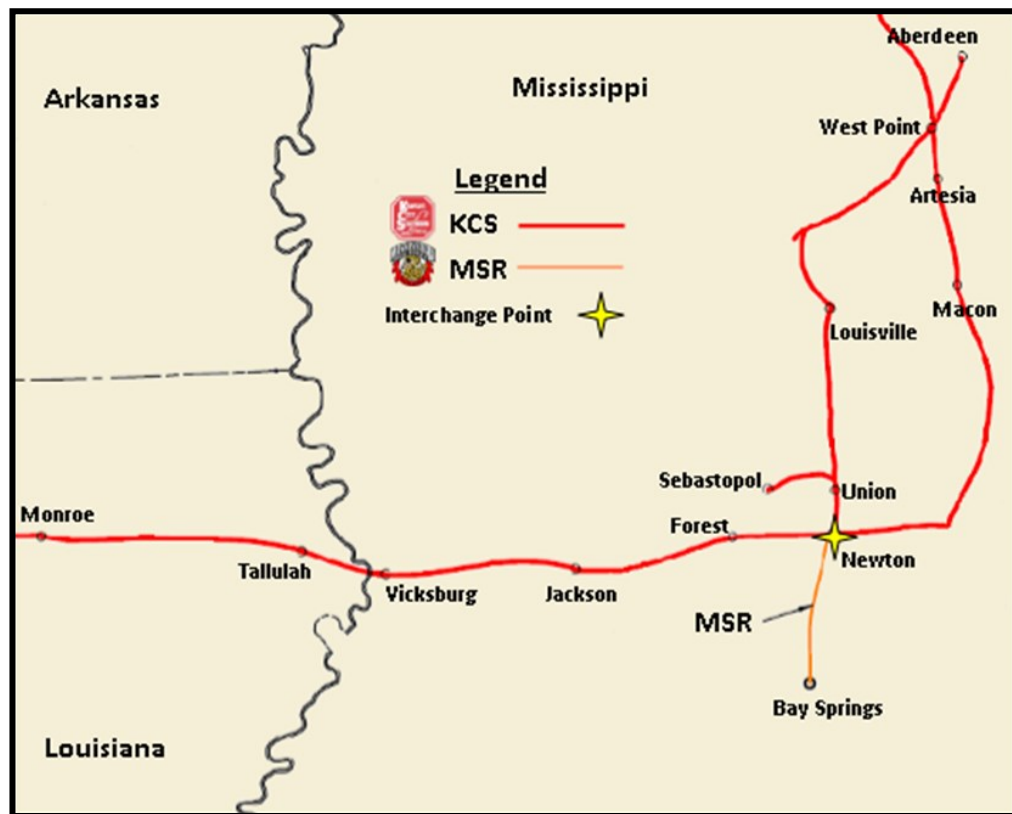 Aberdeen
Arkansas
Mississippi
West Point
Legend
Artesia
KCS
MSR
Interchange Point
Macon
Louisville
Sebastopol
Union
Monroe
Forest
Newton
Tallulah
Vicksburg
Jackson
MSR
Bay Springs
Louisiana